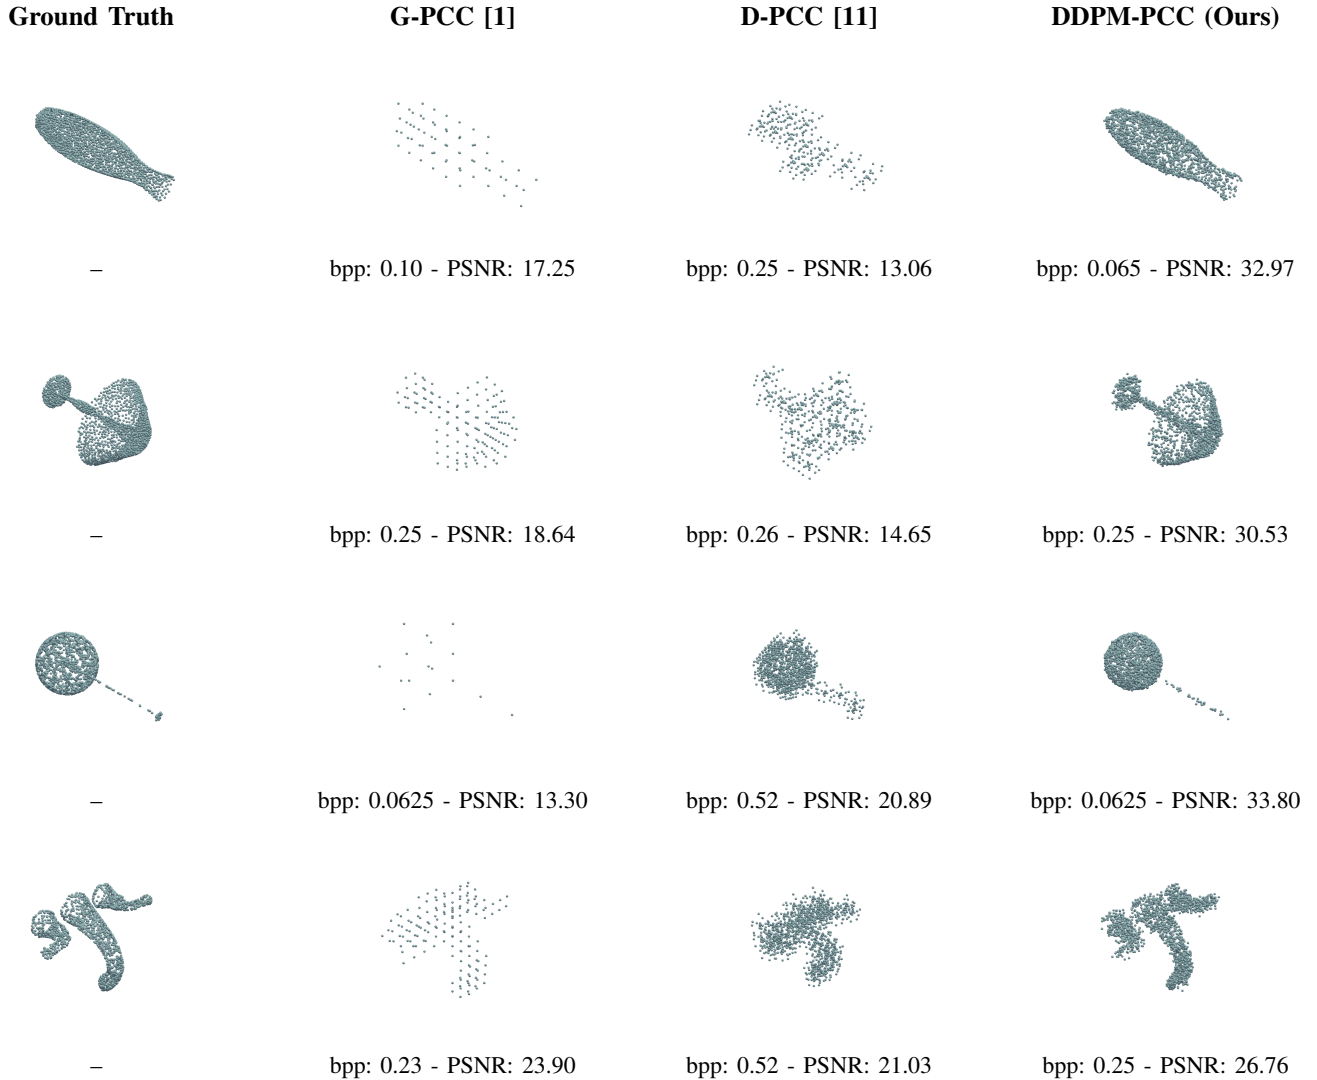 Ground Truth G-PCC [1] D-PCC [11] DDPM-PCC (Ours)
– bpp: 0.10 - PSNR: 17.25 bpp: 0.25 - PSNR: 13.06 bpp: 0.065 - PSNR: 32.97
– bpp: 0.25 - PSNR: 18.64 bpp: 0.26 - PSNR: 14.65 bpp: 0.25 - PSNR: 30.53
– bpp: 0.0625 - PSNR: 13.30 bpp: 0.52 - PSNR: 20.89 bpp: 0.0625 - PSNR: 33.80
– bpp: 0.23 - PSNR: 23.90 bpp: 0.52 - PSNR: 21.03 bpp: 0.25 - PSNR: 26.76